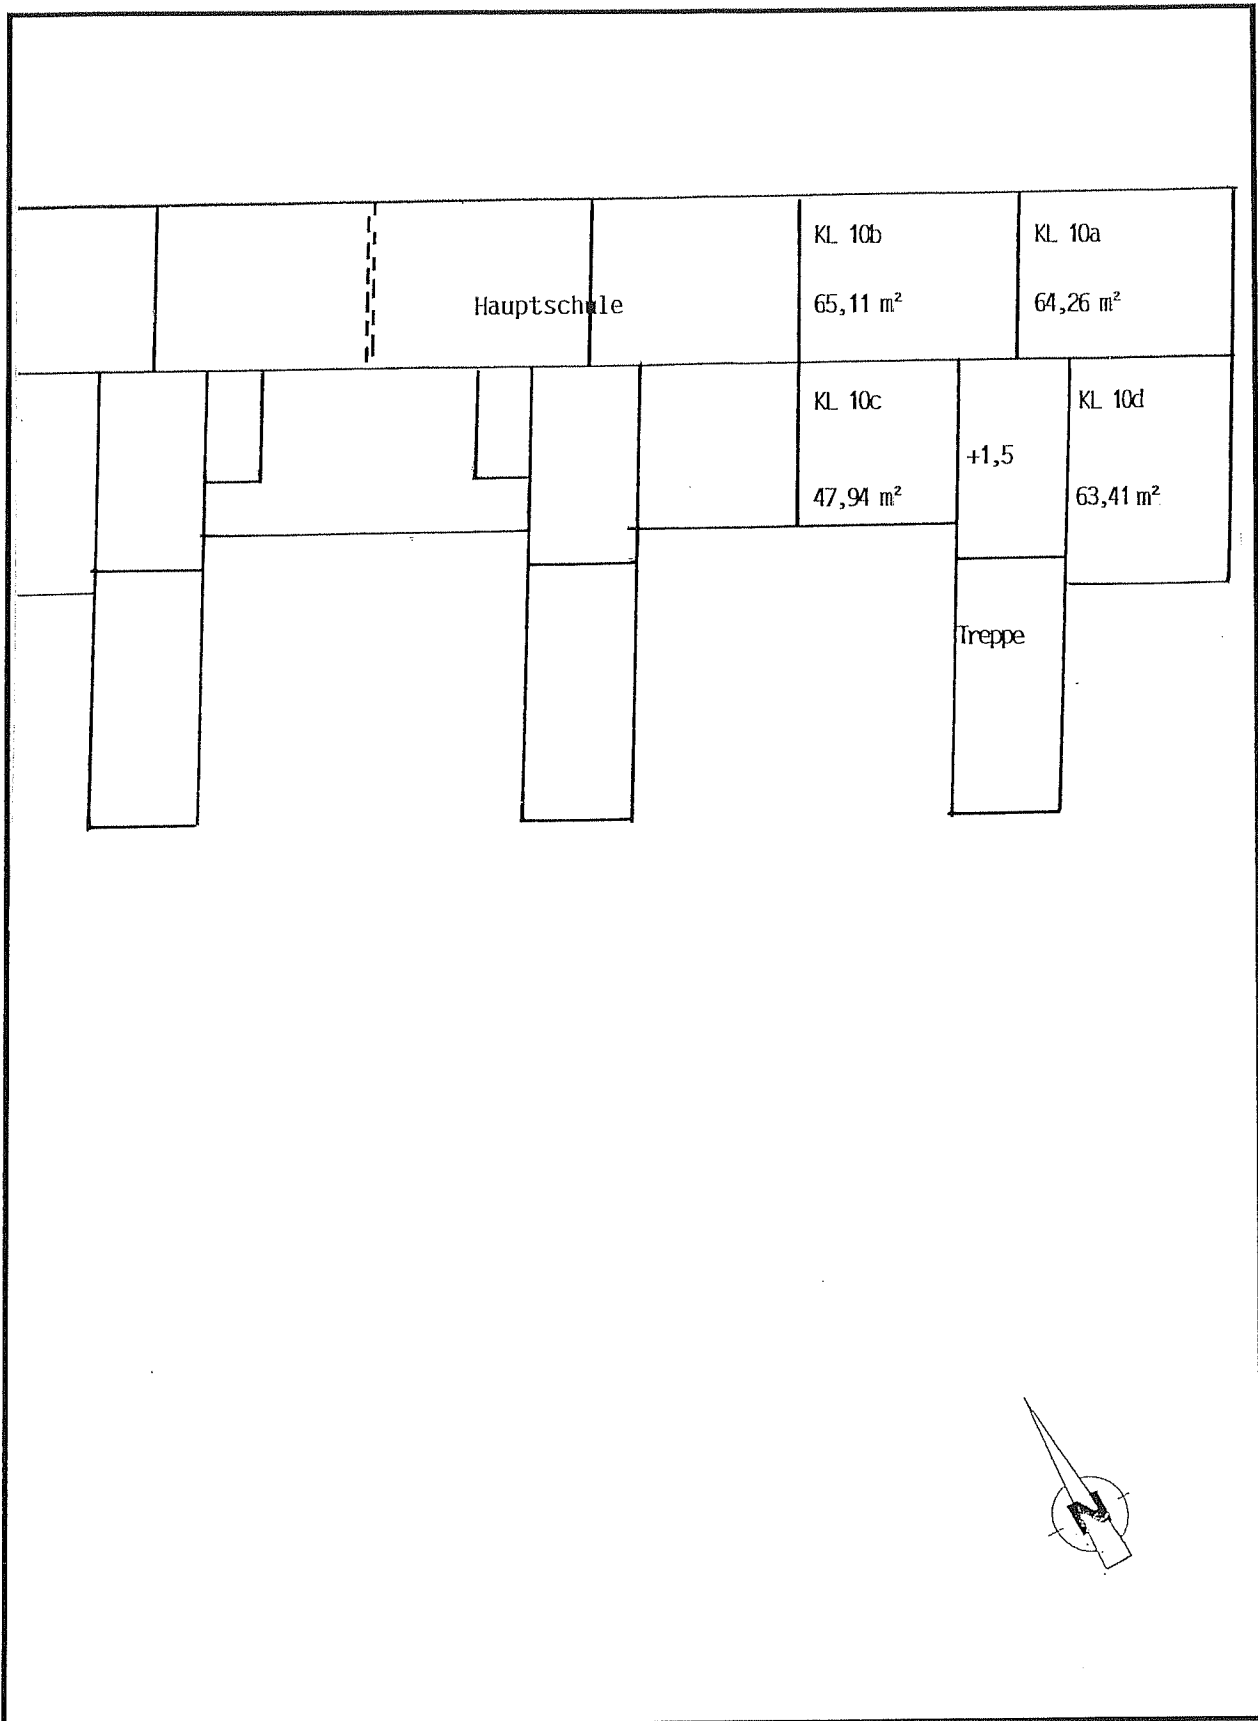 KL 10b
65,11 m²
KL 10a
64,26 m²
Hauptschule
KL 10c
47,94 m²
+1,5
KL 10d
63,41 m²
Treppe
N